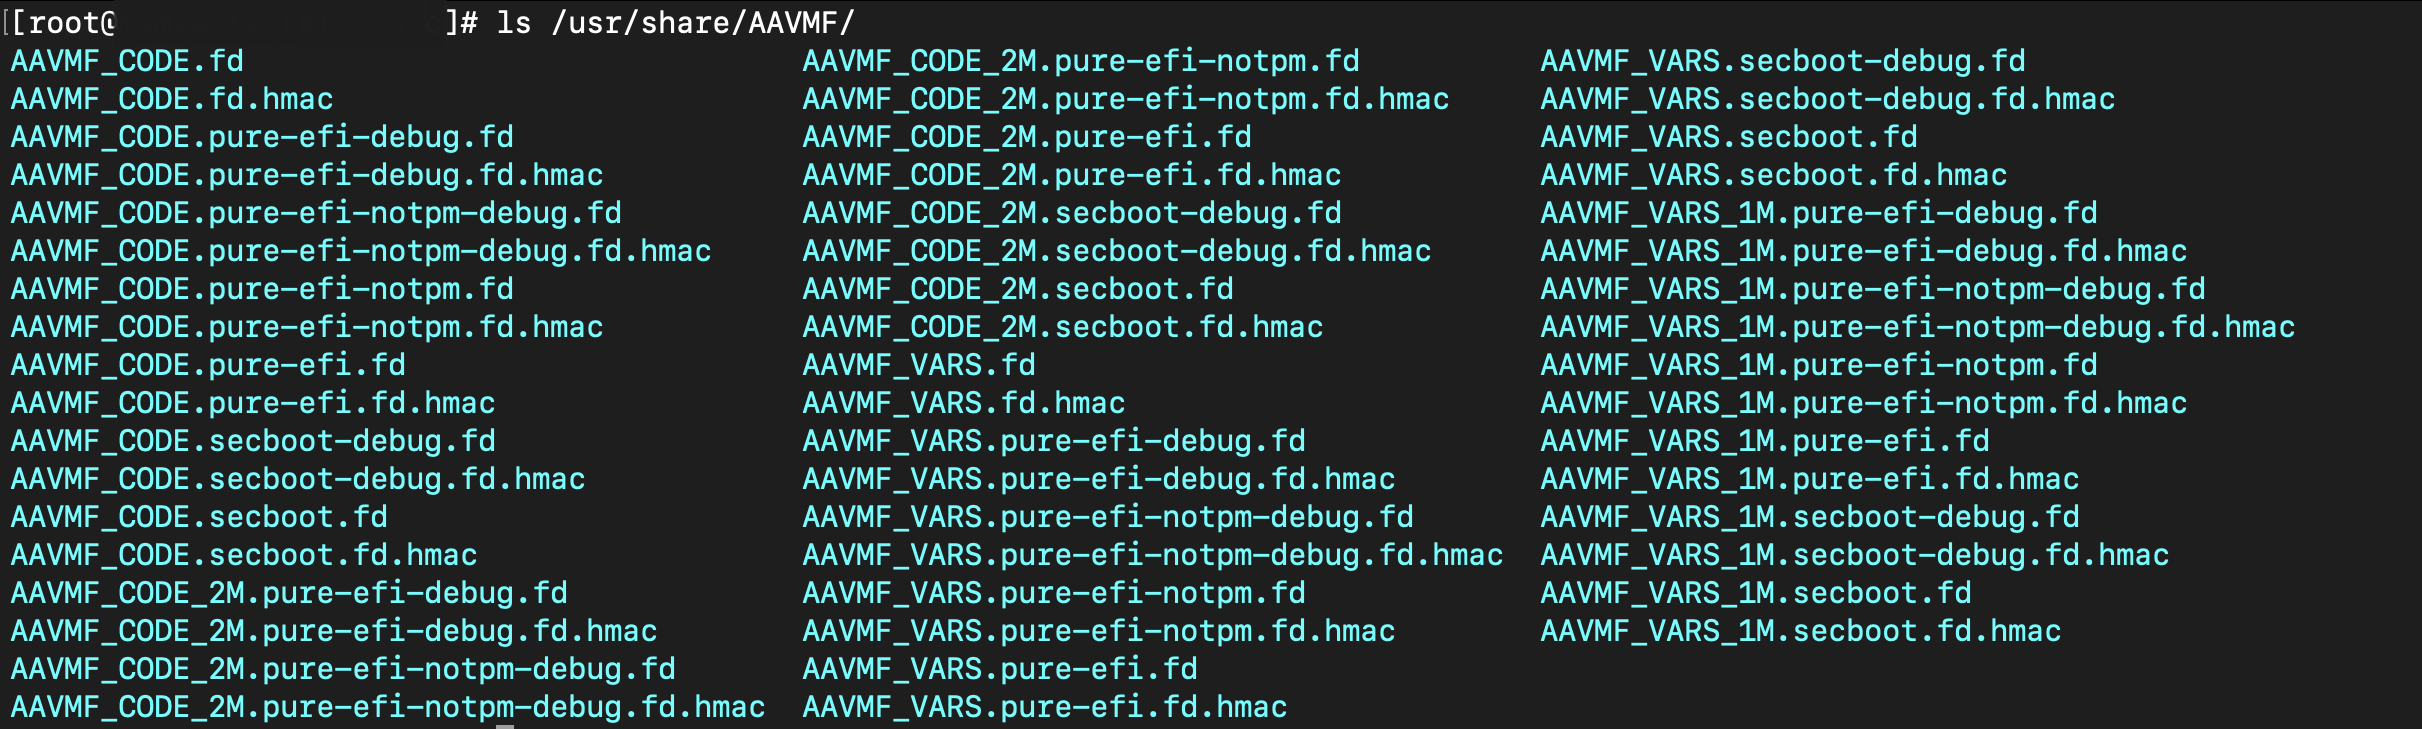 [[root@ ]# ls /usr/share/AAVMF/
AAVMF_CODE.fd AAVMF_CODE_2M.pure-efi-notpm.fd AAVMF_VARS.secboot-debug.fd
AAVMF_CODE.fd.hmac AAVMF_CODE_2M.pure-efi-notpm.fd.hmac AAVMF_VARS.secboot-debug.fd.hmac
AAVMF_CODE.pure-efi-debug.fd AAVMF_CODE_2M.pure-efi.fd AAVMF_VARS.secboot.fd
AAVMF_CODE.pure-efi-debug.fd.hmac AAVMF_CODE_2M.pure-efi.fd.hmac AAVMF_VARS.secboot.fd.hmac
AAVMF_CODE.pure-efi-notpm-debug.fd AAVMF_CODE_2M.secboot-debug.fd AAVMF_VARS_1M.pure-efi-debug.fd
AAVMF_CODE.pure-efi-notpm-debug.fd.hmac AAVMF_CODE_2M.secboot-debug.fd.hmac AAVMF_VARS_1M.pure-efi-debug.fd.hmac
AAVMF_CODE.pure-efi-notpm.fd AAVMF_CODE_2M.secboot.fd AAVMF_VARS_1M.pure-efi-notpm-debug.fd
AAVMF_CODE.pure-efi-notpm.fd.hmac AAVMF_CODE_2M.secboot.fd.hmac AAVMF_VARS_1M.pure-efi-notpm-debug.fd.hmac
AAVMF_CODE.pure-efi.fd AAVMF_VARS.fd AAVMF_VARS_1M.pure-efi-notpm.fd
AAVMF_CODE.pure-efi.fd.hmac AAVMF_VARS.fd.hmac AAVMF_VARS_1M.pure-efi-notpm.fd.hmac
AAVMF_CODE.secboot-debug.fd AAVMF_VARS.pure-efi-debug.fd AAVMF_VARS_1M.pure-efi.fd
AAVMF_CODE.secboot-debug.fd.hmac AAVMF_VARS.pure-efi-debug.fd.hmac AAVMF_VARS_1M.pure-efi.fd.hmac
AAVMF_CODE.secboot.fd AAVMF_VARS.pure-efi-notpm-debug.fd AAVMF_VARS_1M.secboot-debug.fd
AAVMF_CODE.secboot.fd.hmac AAVMF_VARS.pure-efi-notpm-debug.fd.hmac AAVMF_VARS_1M.secboot-debug.fd.hmac
AAVMF_CODE_2M.pure-efi-debug.fd AAVMF_VARS.pure-efi-notpm.fd AAVMF_VARS_1M.secboot.fd
AAVMF_CODE_2M.pure-efi-debug.fd.hmac AAVMF_VARS.pure-efi-notpm.fd.hmac AAVMF_VARS_1M.secboot.fd.hmac
AAVMF_CODE_2M.pure-efi-notpm-debug.fd AAVMF_VARS.pure-efi.fd
AAVMF_CODE_2M.pure-efi-notpm-debug.fd.hmac AAVMF_VARS.pure-efi.fd.hmac